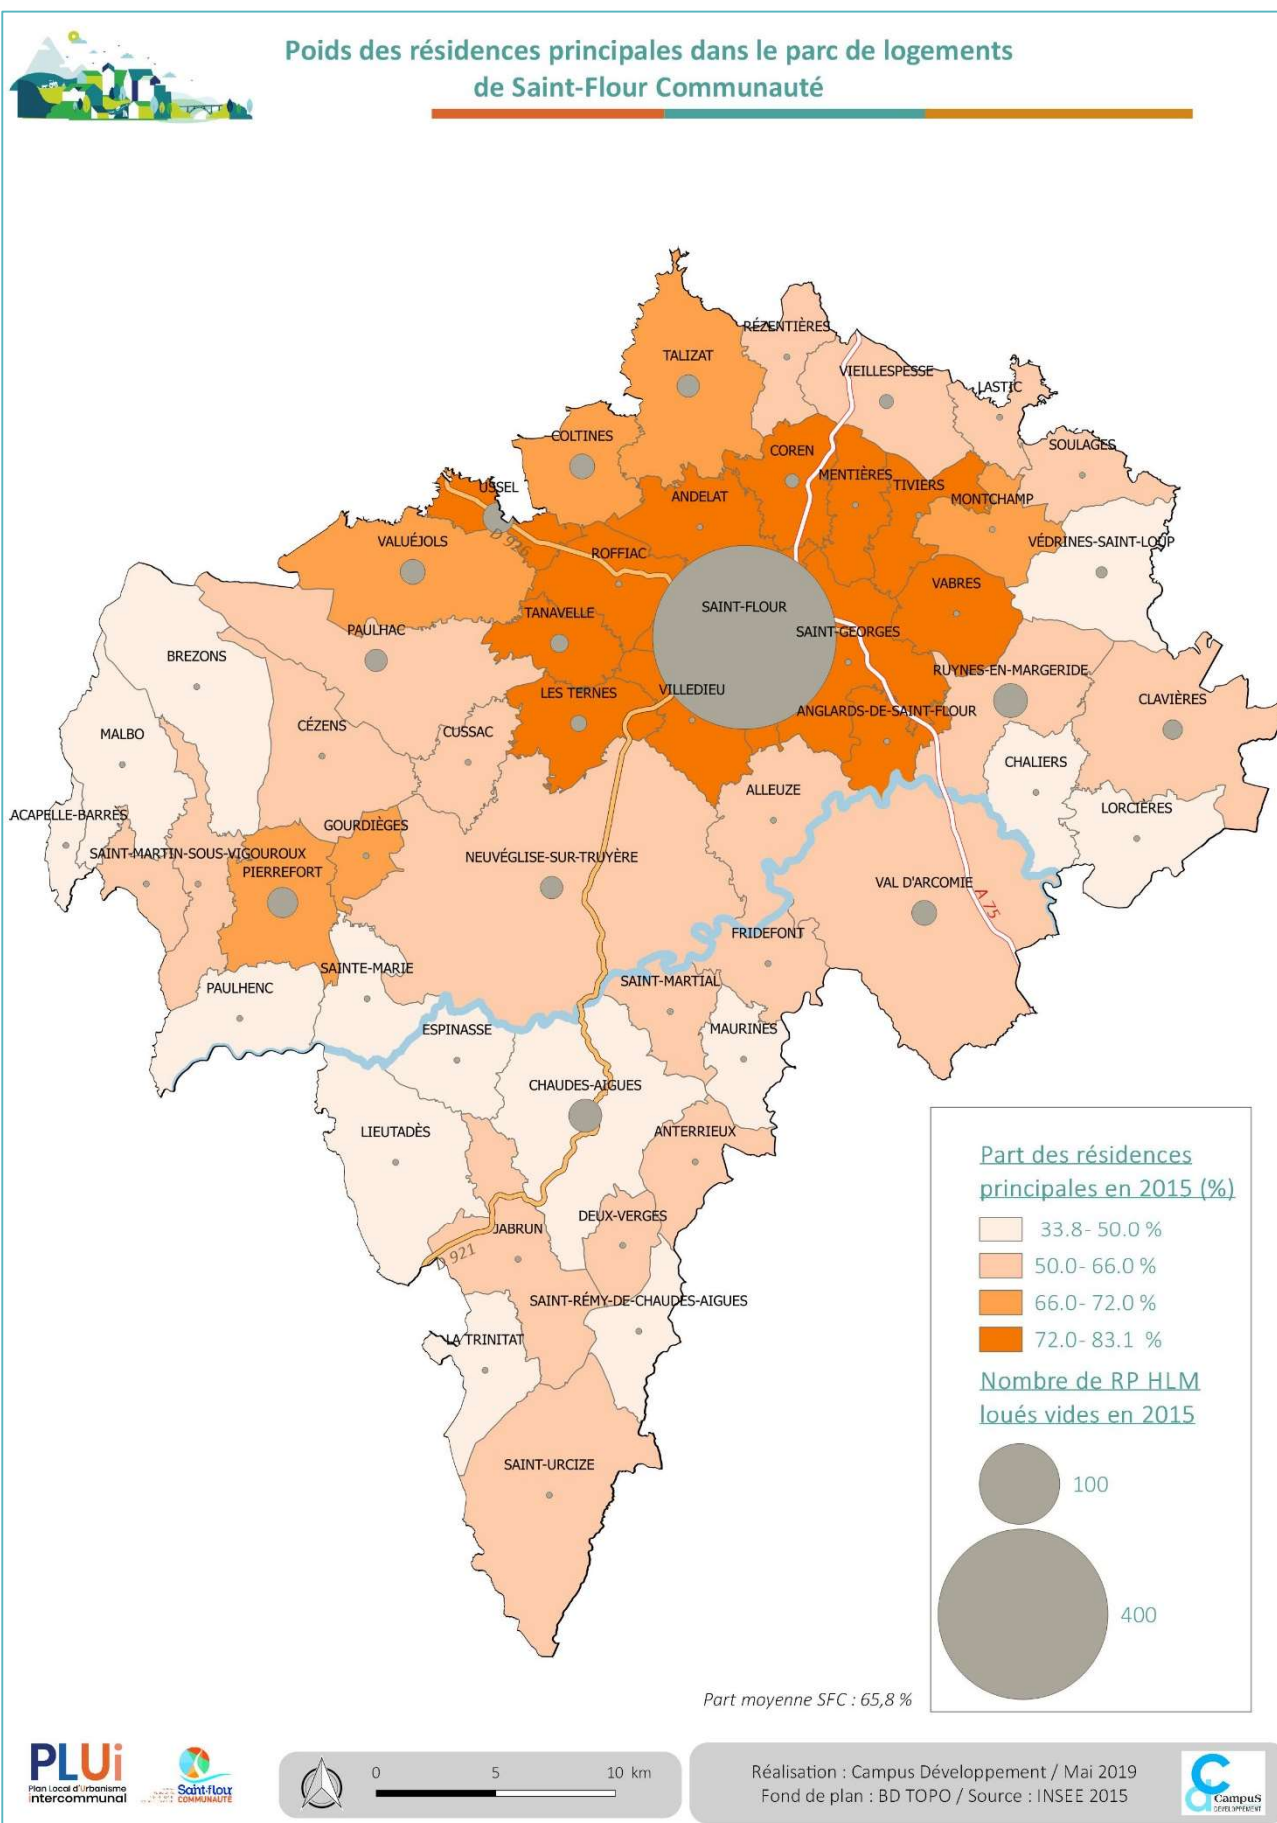 Poids des résidences principales dans le parc de logements
de Saint-Flour Communauté
RÉZENTIÈRES
TALIZAT
VIEILLESPESSE
LASTIC
COLTINES
COREN
SOULAGES
MENTIÈRES
TIVIERS
USSEL
ANDELAT
MONTCHAMP
VALUÉJOLS
D 926
ROFFIAC
VÉDRINES-SAINT-LOUP
VABRES
SAINT-FLOUR
TANAVELLE
PAULHAC
SAINT-GEORGES
BREZONS
RUYNES-EN-MARGERIDE
LES TERNES
VILLEDIEU
CLAVIÈRES
ANGLARDS-DE-SAINT-FLOUR
CÉZENS
CUSSAC
MALBO
CHALIERS
ALLEUZE
LORCIÈRES
ACAPELLE-BARRÈS
GOURDIÈGES
SAINT-MARTIN-SOUS-VIGOUROUX
NEUVÉGLISE-SUR-TRUYÈRE
PIERREFORT
VAL D'ARCOMIE
A 75
FRIDEFONT
SAINTE-MARIE
SAINT-MARTIAL
PAULHENC
ESPINASSE
MAURINES
CHAUDES-AIGUES
LIEUTADÈS
ANTERRIEUX
DEUX-VERGES
JABRUN
D 921
SAINT-RÉMY-DE-CHAUDES-AIGUES
LA TRINITAT
SAINT-URCIZE
Part des résidences
principales en 2015 (%)
33.8- 50.0 %
50.0- 66.0 %
66.0- 72.0 %
72.0- 83.1 %
Nombre de RP HLM
loués vides en 2015
100
400
Part moyenne SFC : 65,8 %
PLUi
Plan Local d'Urbanisme
intercommunal
Saint-flour
COMMUNAUTÉ
0 5 10 km
Réalisation : Campus Développement / Mai 2019
Fond de plan : BD TOPO / Source : INSEE 2015
CampuS
DÉVELOPPEMENT